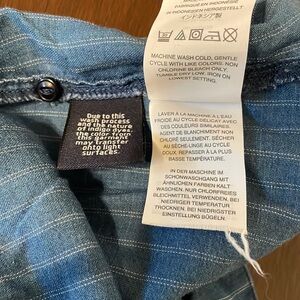 FABRIQUÉ EN INDONÉSIE
IN INDONESIEN HERGESTELLT
インドネシア製
MACHINE WASH COLD, GENTLE
CYCLE WITH LIKE COLORS. NON
CHLORINE BLEACH ONLY.
TUMBLE DRY LOW. IRON ON
LOWEST SETTING.
Due to this
wash process
and the nature
of indigo dyes,
the color from
this garment
may transfer
onto light
surfaces.
LAVER À LA MACHINE À L'EAU
FROIDE AU CYCLE DÉLICAT AVEC
DES COULEURS SIMILAIRES.
AGENT DE BLANCHIMENT NON
CHLORÉ SEULEMENT. SÉCHER
AU SÈCHE-LINGE AU CYCLE
DOUX. REPASSER À LA PLUS
BASSE TEMPÉRATURE.
IN DER MASCHINE IM
SCHONWASCHGANG MIT
ÄHNLICHEN FARBEN KALT
WASCHEN, NUR CHLORFREIES
BLEICHMITTEL VERWENDEN. BEI
NIEDRIGER TEMPERATUR
TROCKNEN. BEI NIEDRIGSTER
EINSTELLUNG BÜGELN.